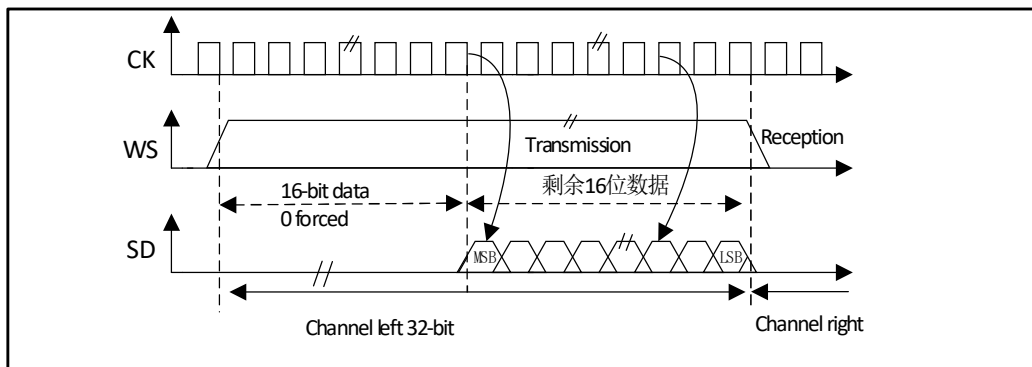 CK
WS
Transmission
Reception
16-bit data
0 forced
剩余16位数据
SD
MSB
LSB
Channel left 32-bit
Channel right